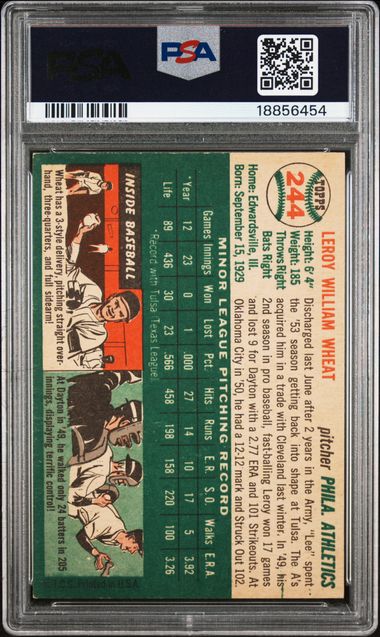 PSA
PSA
18856454
TOPPS
244
LEROY WILLIAM WHEAT
pitcher PHILA. ATHLETICS
Height: 6' 4"
Weight: 185
Throws Right
Bats Right
Home: Edwardsville, Ill.
Born: September 15, 1929
Discharged last June after 2 years in the Army, "Lee" spent
the '53 season getting back into shape at Tulsa. The A's
acquired him in a trade with Cleveland last winter. In '49, his
2nd season in pro baseball, fast-balling Leroy won 17 games
and lost 9 for Dayton with a 2.77 ERA and 101 Strikeouts. At
Oklahoma City in '50, he had a 12-12 mark and Struck Out 102.
MINOR LEAGUE PITCHING RECORD
Games Innings Won Lost Pct. Hits Runs E.R. S.O. Walks E.R.A.
*Year 12 23 0 1 .000 27 14 10 17 5 3.92
Life 89 436 30 23 .566 458 198 158 220 100 3.26
*Record with Tulsa, Texas League.
INSIDE BASEBALL
Wheat has a 3-style delivery, pitching straight over-
hand, three-quarters, and full sidearm!
At Dayton in '49, he walked only 24
batters in 205
innings, displaying terrific control!
U.S.A.